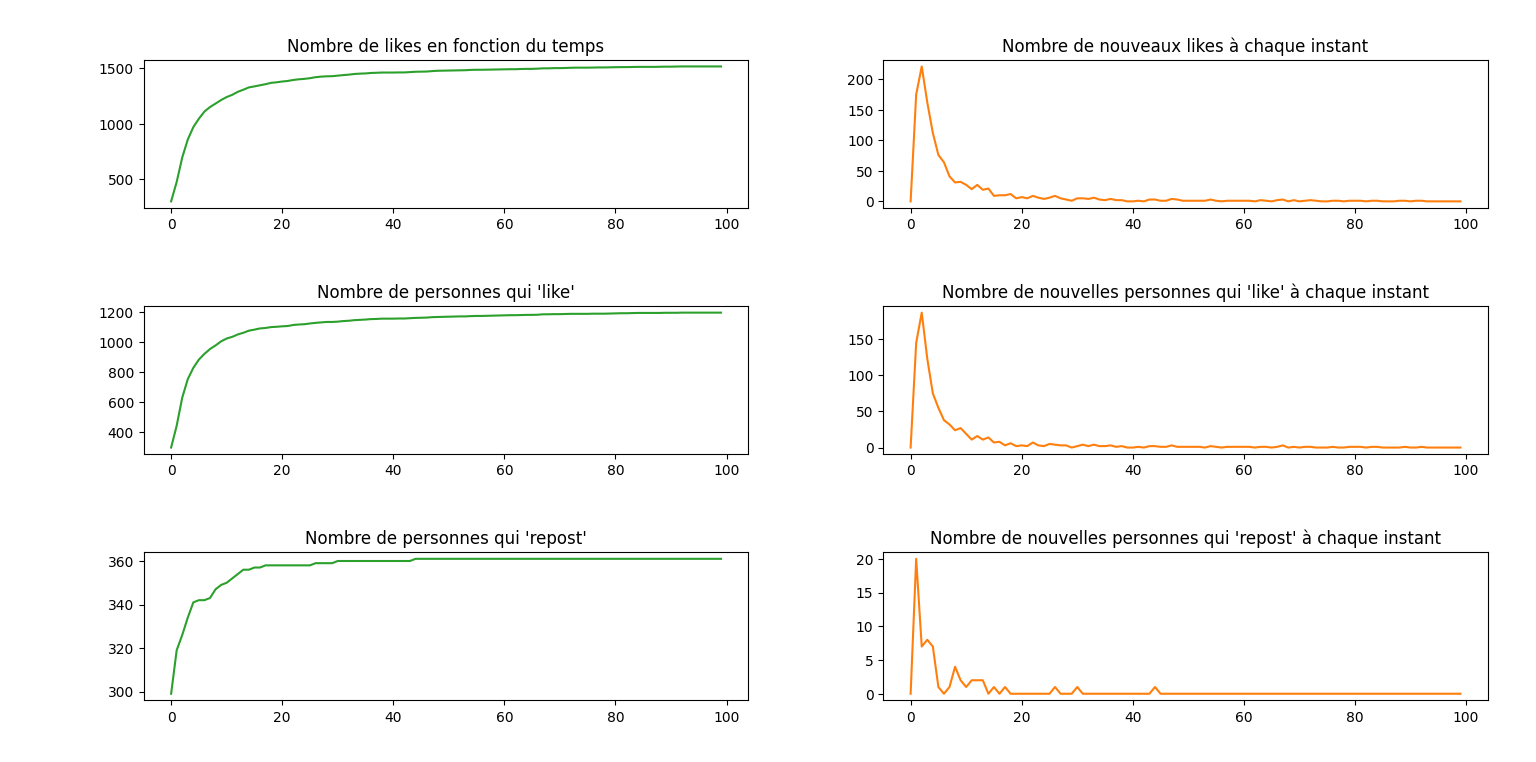 Nombre de likes en fonction du temps
1500
1000
500
0 20 40 60 80 100
Nombre de nouveaux likes à chaque instant
200
150
100
50
0
0 20 40 60 80 100
Nombre de personnes qui 'like'
1200
1000
800
600
400
0 20 40 60 80 100
Nombre de nouvelles personnes qui 'like' à chaque instant
150
100
50
0
0 20 40 60 80 100
Nombre de personnes qui 'repost'
360
340
320
300
0 20 40 60 80 100
Nombre de nouvelles personnes qui 'repost' à chaque instant
20
15
10
5
0
0 20 40 60 80 100